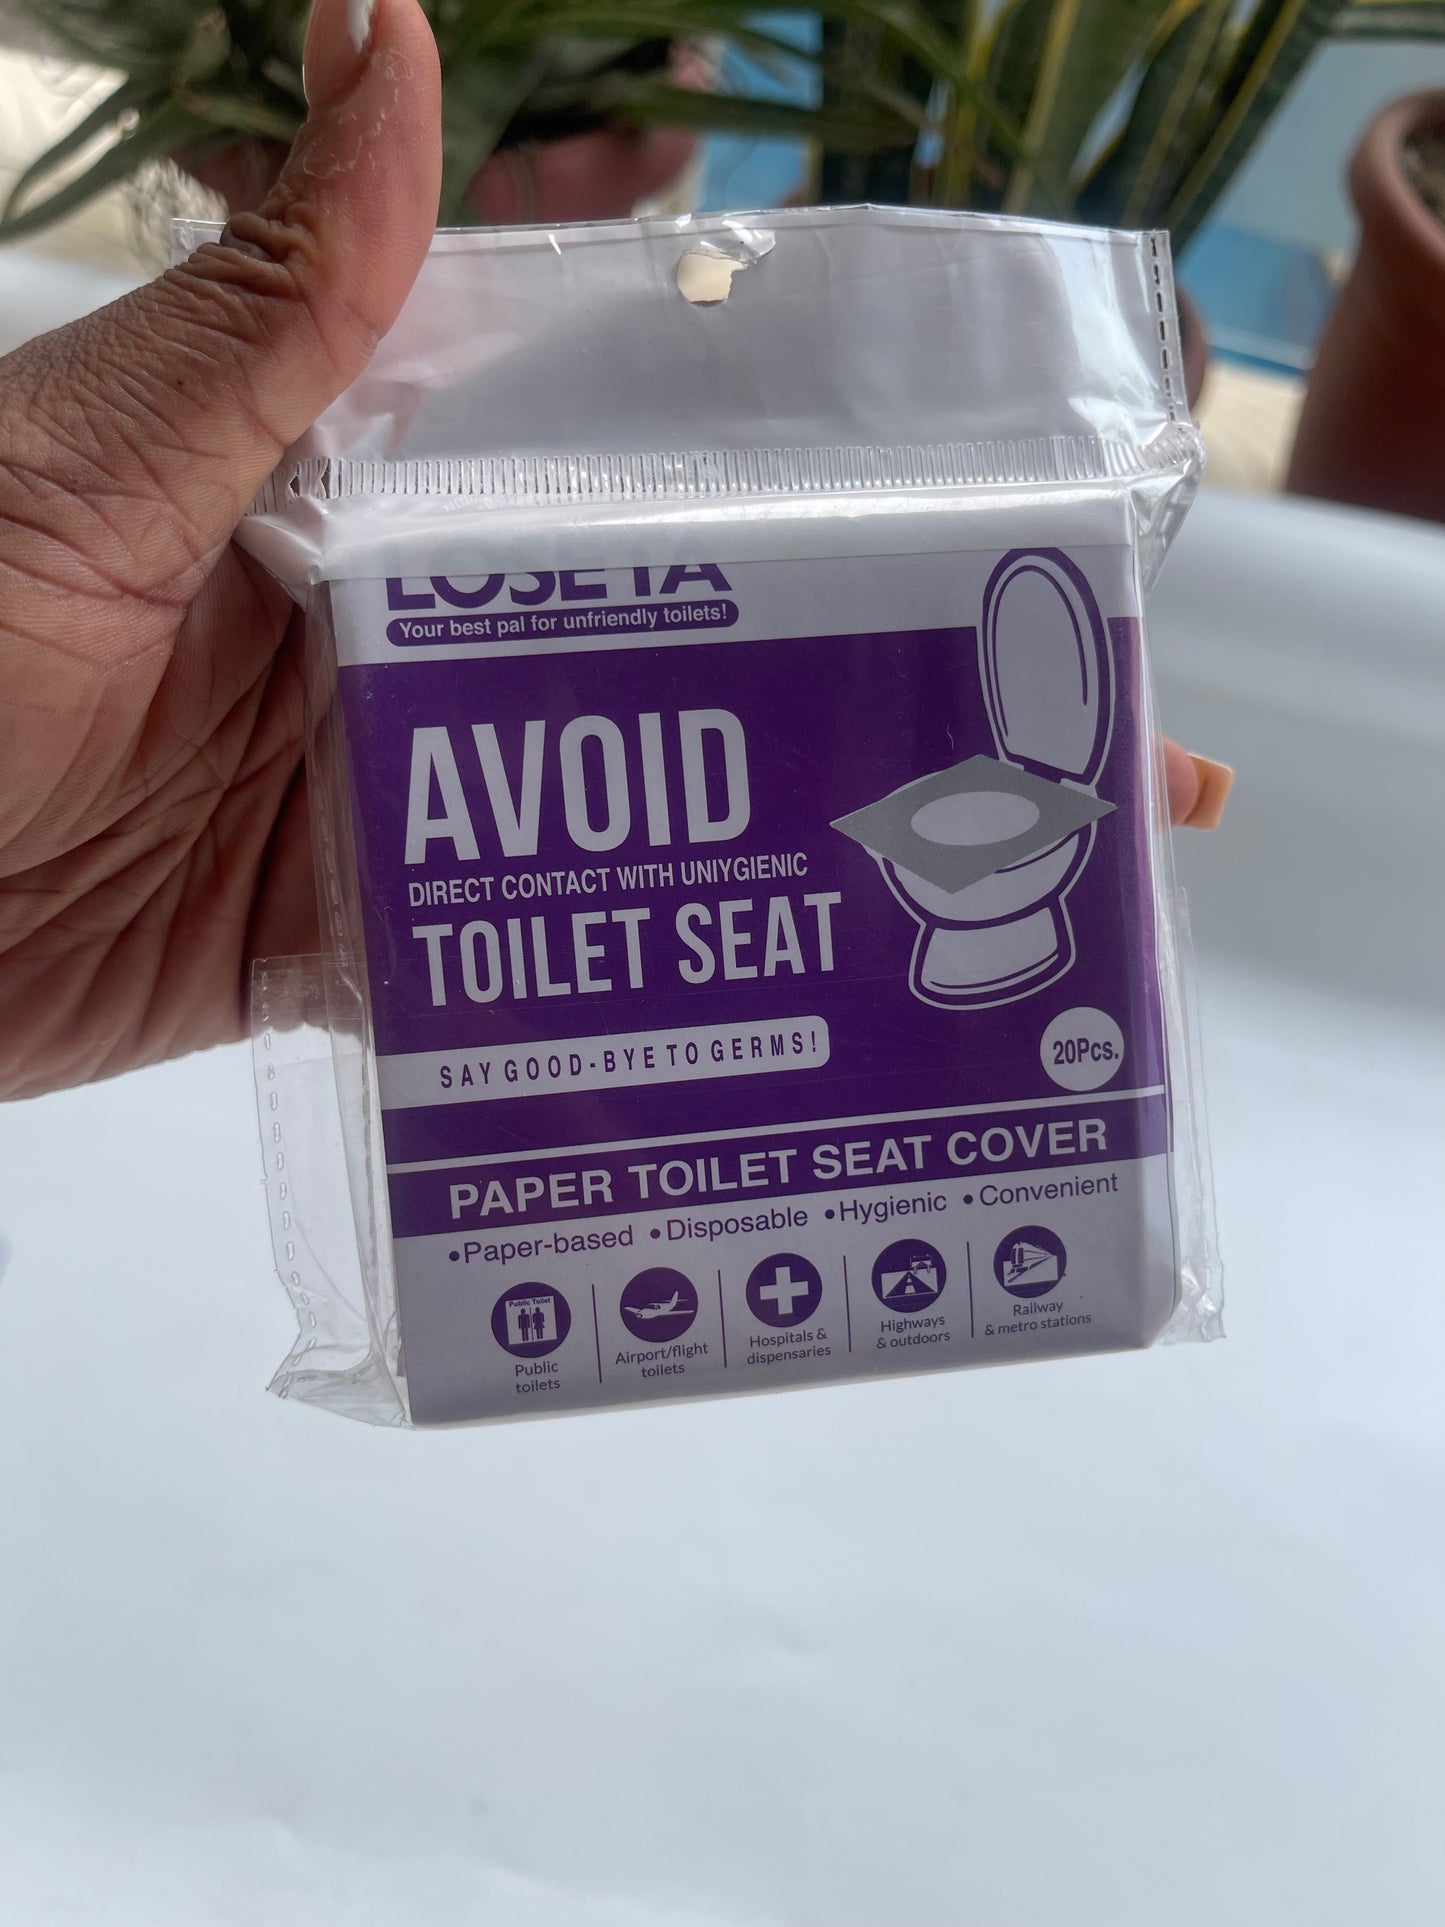 LOSETA
Your best pal for unfriendly toilets!
AVOID
DIRECT CONTACT WITH UNIYGIENIC
TOILET SEAT
SAY GOOD-BYE TO GERMS!
20Pcs.
PAPER TOILET SEAT COVER
•Paper-based •Disposable •Hygienic •Convenient
Public Toilet
Public
toilets
Airport/flight
toilets
Hospitals &
dispensaries
Highways
& outdoors
Railway
& metro stations